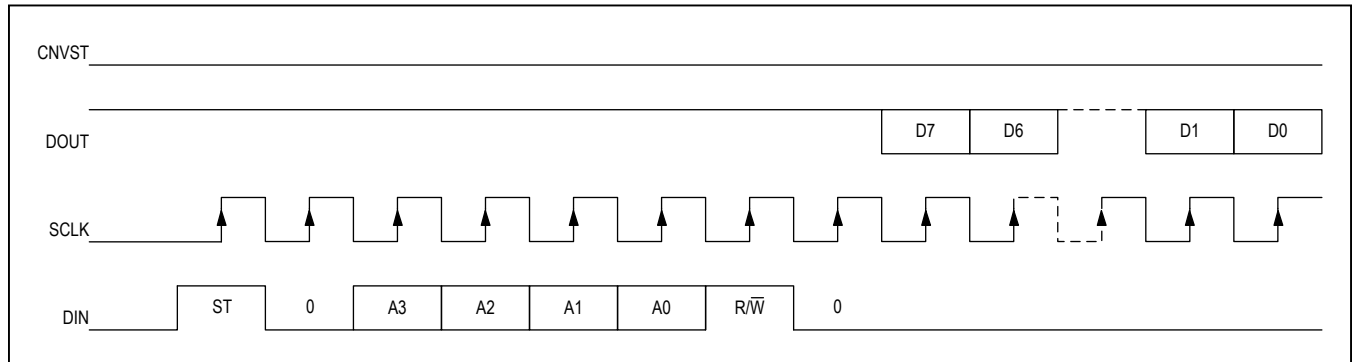 CNVST
DOUT D7 D6 D1 D0
SCLK
DIN ST 0 A3 A2 A1 A0 R/W̅ 0